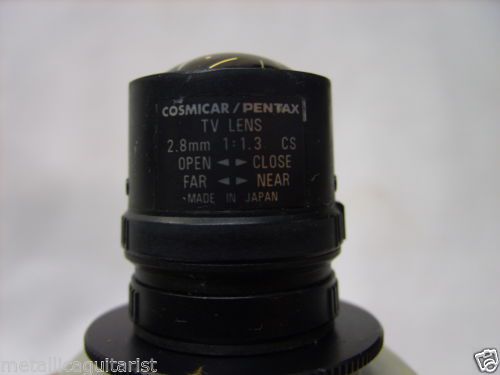 COSMICAR/PENTAX
TV LENS
2.8mm 1:1.3 CS
OPEN ◄► CLOSE
FAR ◄► NEAR
MADE IN JAPAN
metallicaguitarist